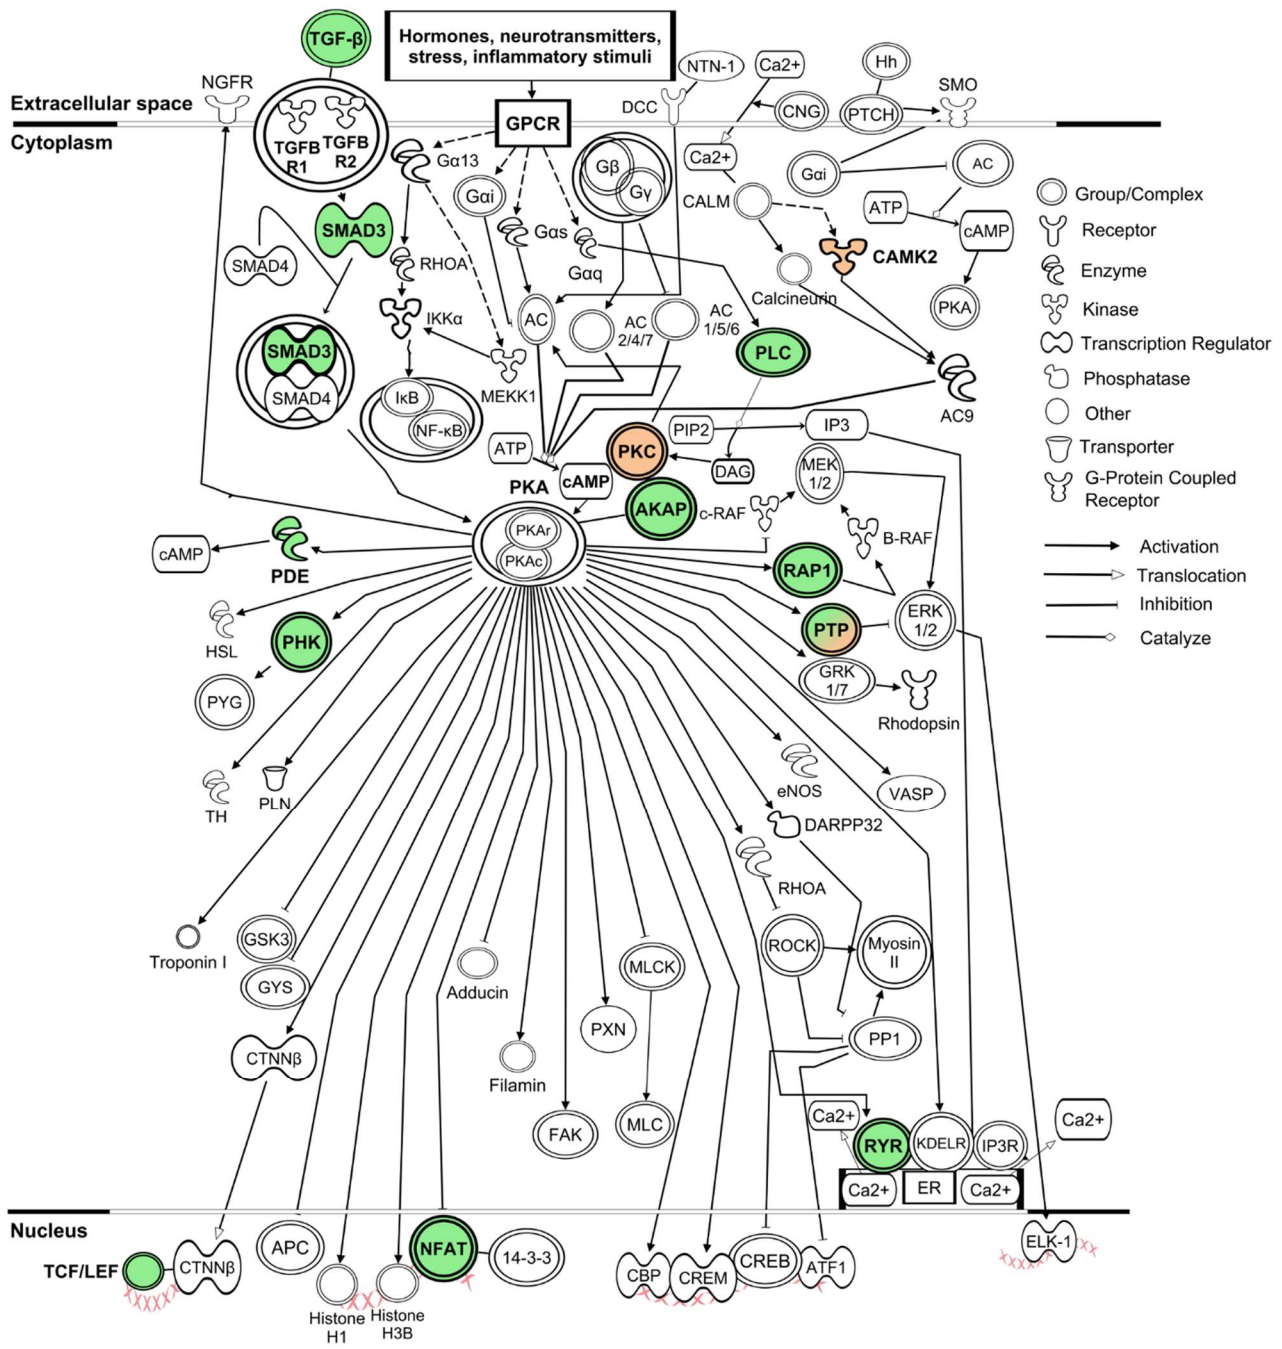 TGF-β
Hormones, neurotransmitters,
stress, inflammatory stimuli
NGFR
NTN-1
Ca2+
Hh
SMO
Extracellular space
DCC
CNG
PTCH
GPCR
Cytoplasm
TGFB
R1
TGFB
R2
Gα13
Gβ
Gγ
Ca2+
Gαi
AC
Gαi
CALM
ATP
cAMP
SMAD3
Gαs
CAMK2
SMAD4
RHOA
Gαq
Calcineurin
PKA
IKKα
AC
AC
2/4/7
AC
1/5/6
SMAD3
SMAD4
PLC
MEKK1
IκB
NF-κB
AC9
PIP2
IP3
ATP
PKC
DAG
MEK
1/2
cAMP
PKA
AKAP
c-RAF
PKAr
PKAc
B-RAF
cAMP
PDE
RAP1
ERK
1/2
HSL
PHK
PTP
GRK
1/7
PYG
Rhodopsin
TH
PLN
eNOS
VASP
DARPP32
RHOA
Troponin I
GSK3
GYS
Adducin
MLCK
ROCK
Myosin
II
CTNNβ
PXN
PP1
Filamin
FAK
MLC
Ca2+
RYR
KDELR
IP3R
Ca2+
Ca2+
ER
Ca2+
Nucleus
TCF/LEF
CTNNβ
APC
NFAT
14-3-3
CBP
CREM
CREB
ATF1
ELK-1
Histone
H1
Histone
H3B
Group/Complex
Receptor
Enzyme
Kinase
Transcription Regulator
Phosphatase
Other
Transporter
G-Protein Coupled
Receptor
Activation
Translocation
Inhibition
Catalyze